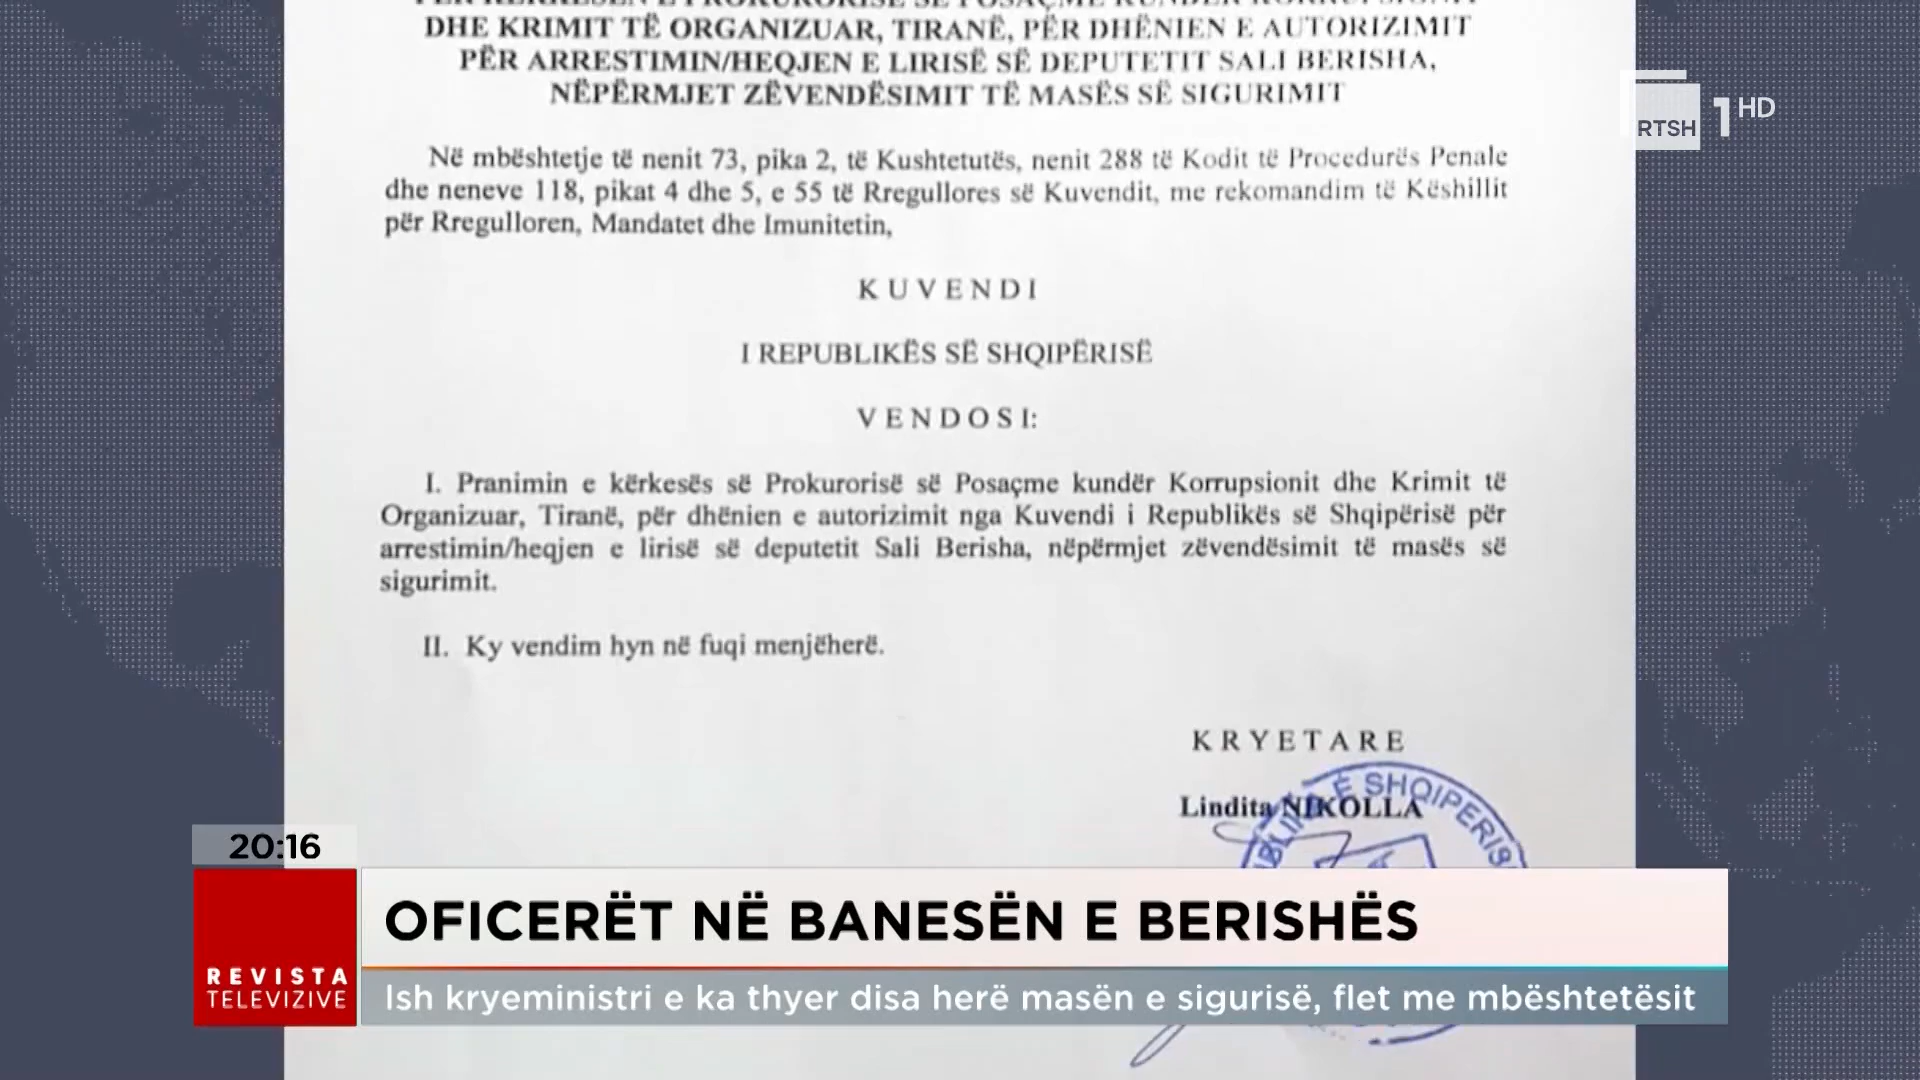 DHE KRIMIT TË ORGANIZUAR, TIRANË, PËR DHËNIEN E AUTORIZIMIT
PËR ARRESTIMIN/HEQJEN E LIRISË SË DEPUTETIT SALI BERISHA,
NËPËRMJET ZËVENDËSIMIT TË MASËS SË SIGURIMIT
RTSH 1 HD
Në mbështetje të nenit 73, pika 2, të Kushtetutës, nenit 288 të Kodit të Procedurës Penale
dhe neneve 118, pikat 4 dhe 5, e 55 të Rregullores së Kuvendit, me rekomandim të Këshillit
për Rregulloren, Mandatet dhe Imunitetin,
K U V E N D I
I REPUBLIKËS SË SHQIPËRISË
V E N D O S I:
I. Pranimin e kërkesës së Prokurorisë së Posaçme kundër Korrupsionit dhe Krimit të
Organizuar, Tiranë, për dhënien e autorizimit nga Kuvendi i Republikës së Shqipërisë për
arrestimin/heqjen e lirisë së deputetit Sali Berisha, nëpërmjet zëvendësimit të masës së
sigurimit.
II. Ky vendim hyn në fuqi menjëherë.
K R Y E T A R E
Lindita NIKOLLA
E SHQIPERISE
20:16
OFICERËT NË BANESËN E BERISHËS
REVISTA
TELEVIZIVE
Ish kryeministri e ka thyer disa herë masën e sigurisë, flet me mbështetësit